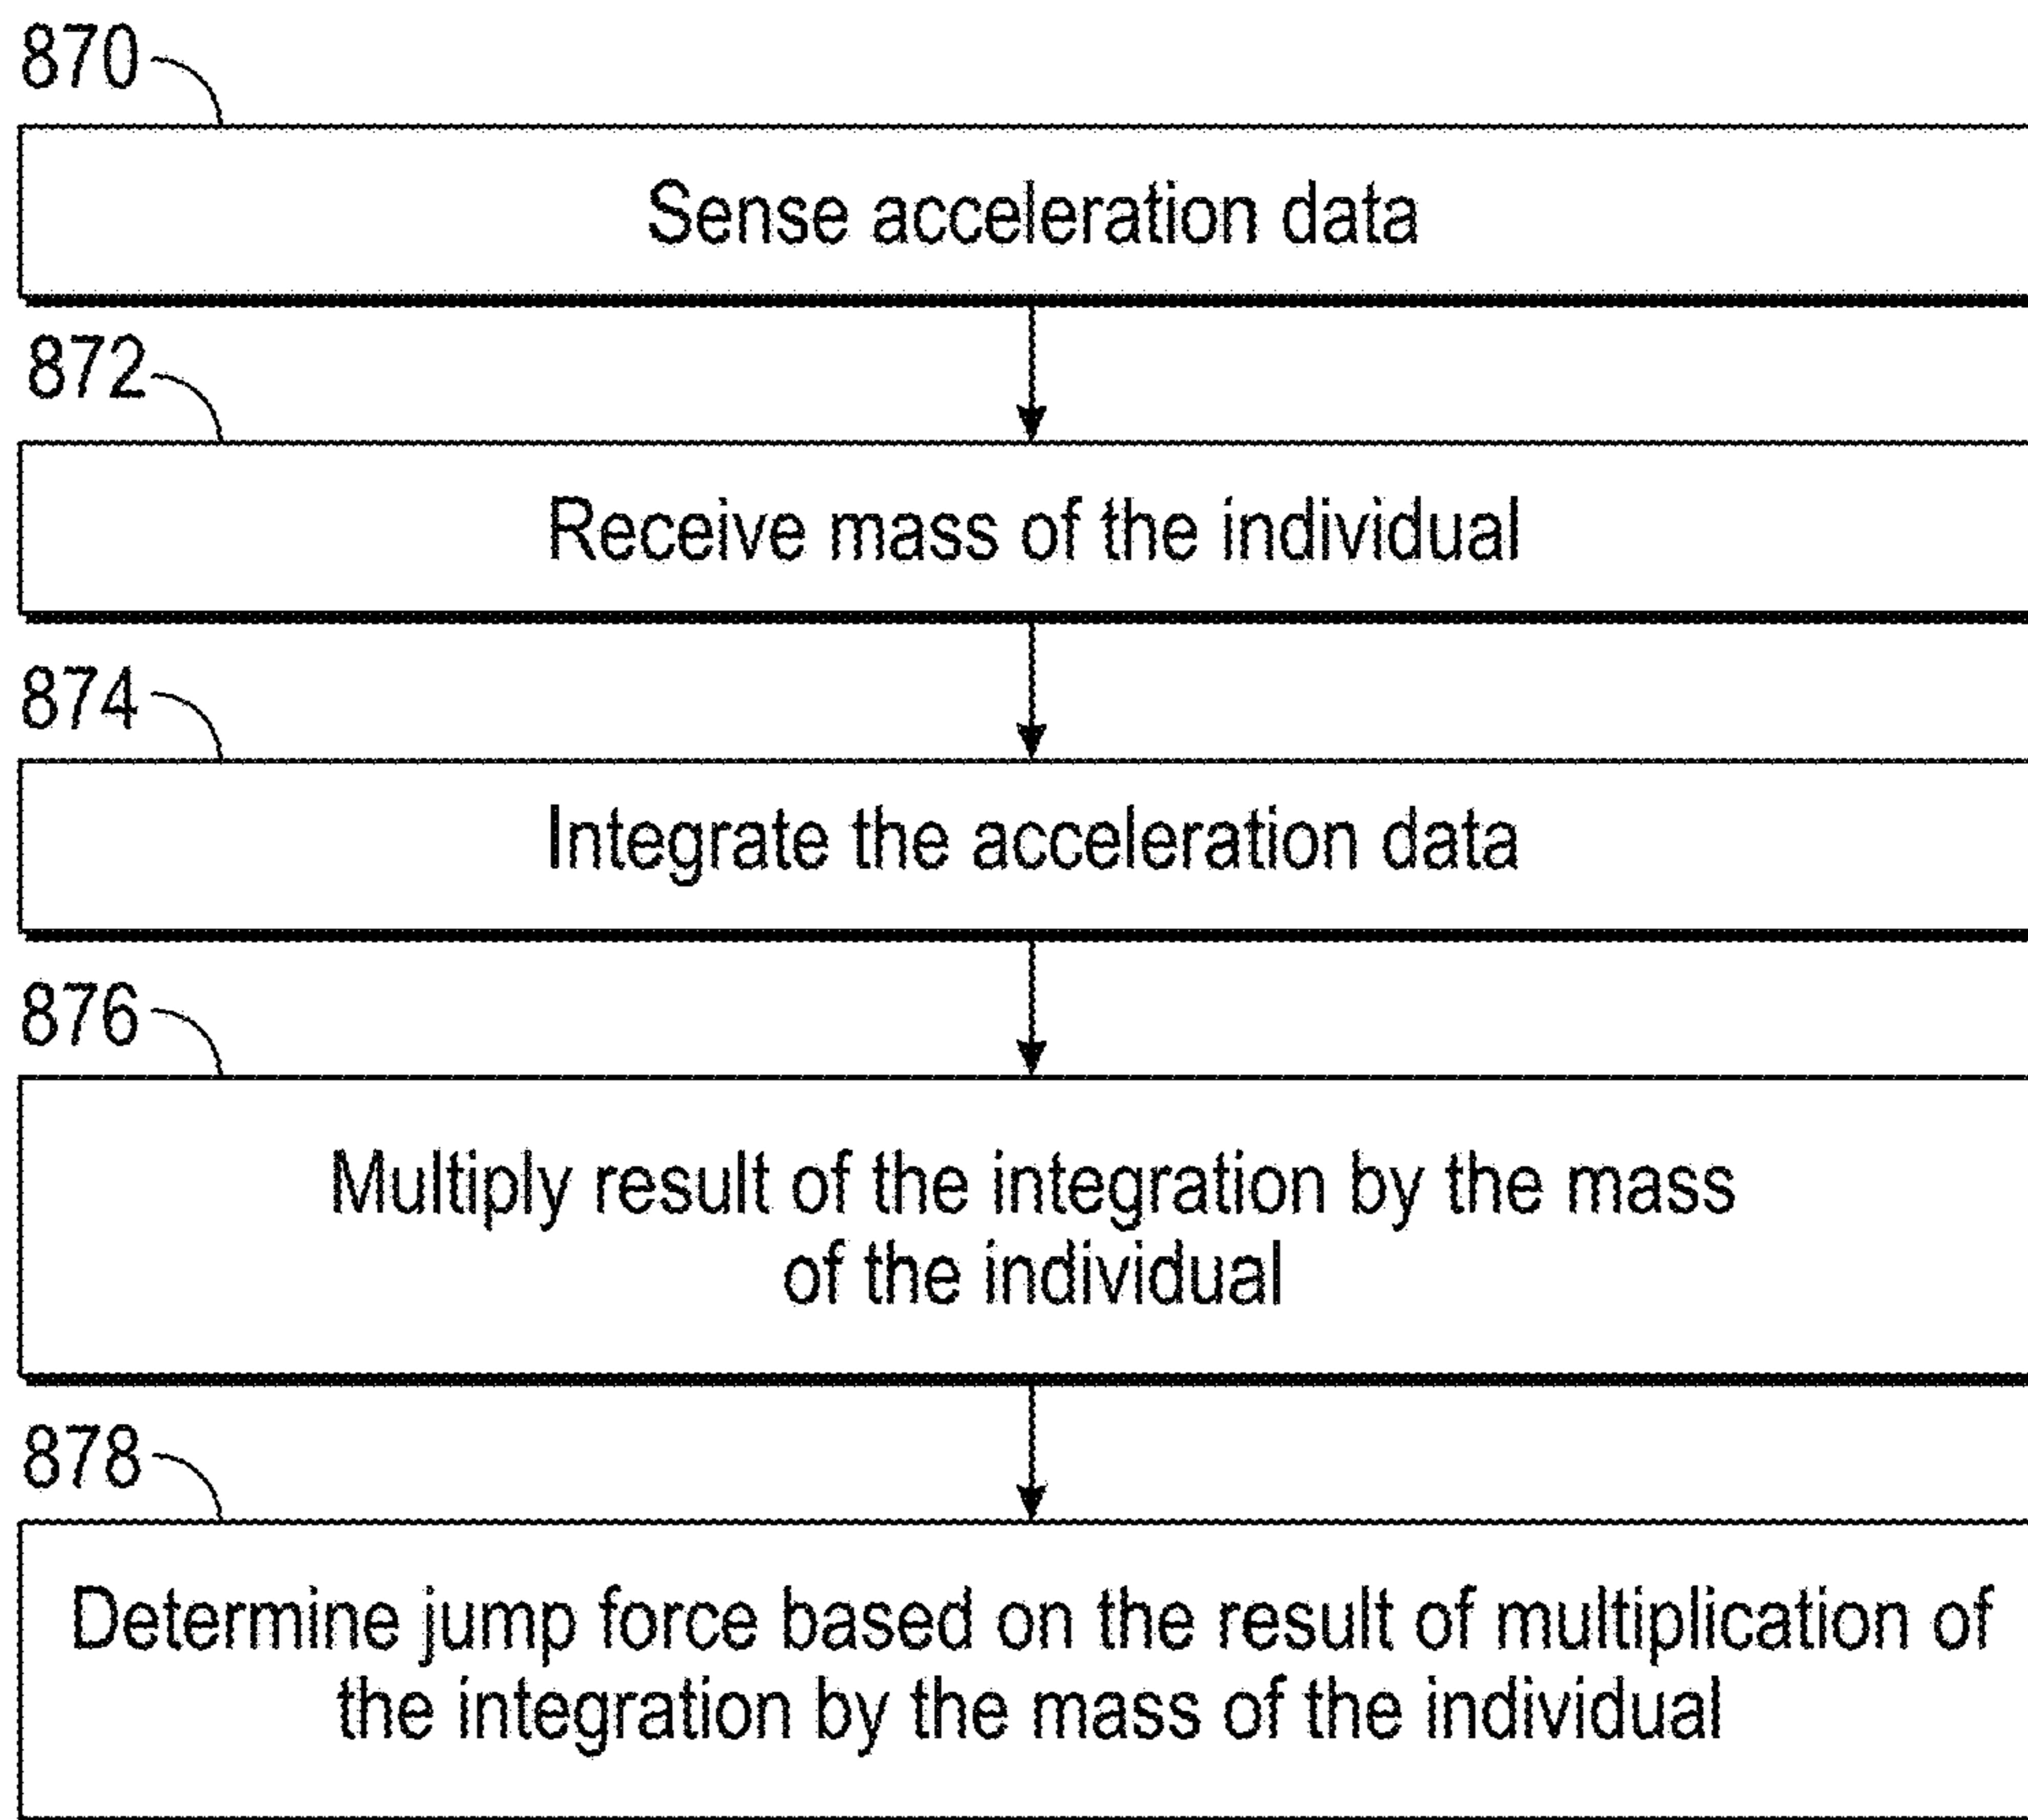 870
Sense acceleration data
872
Receive mass of the individual
874
Integrate the acceleration data
876
Multiply result of the integration by the mass
of the individual
878
Determine jump force based on the result of multiplication of
the integration by the mass of the individual